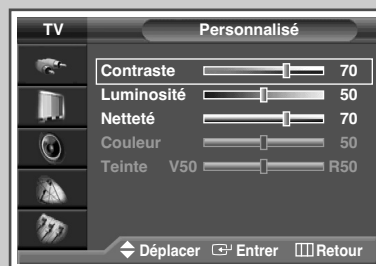 TV Personnalisé
Contraste 70
Luminosité 50
Netteté 70
Couleur 50
Teinte V50 R50
Déplacer Entrer Retour